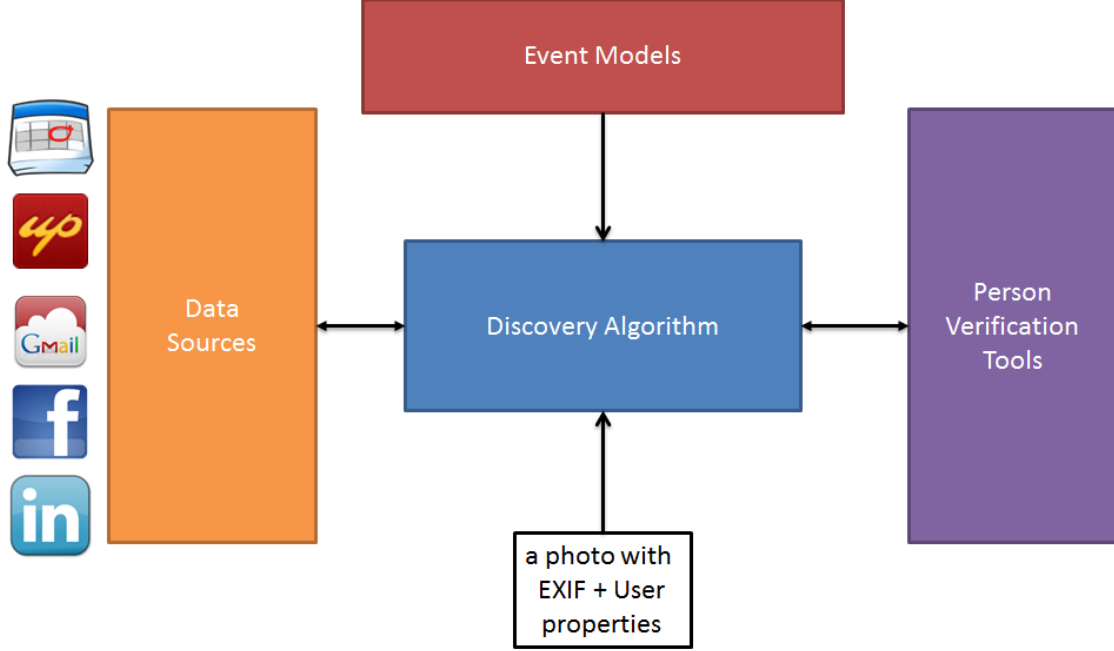 Event Models
up
Gmail
f
in
Data
Sources
Discovery Algorithm
Person
Verification
Tools
a photo with
EXIF + User
properties